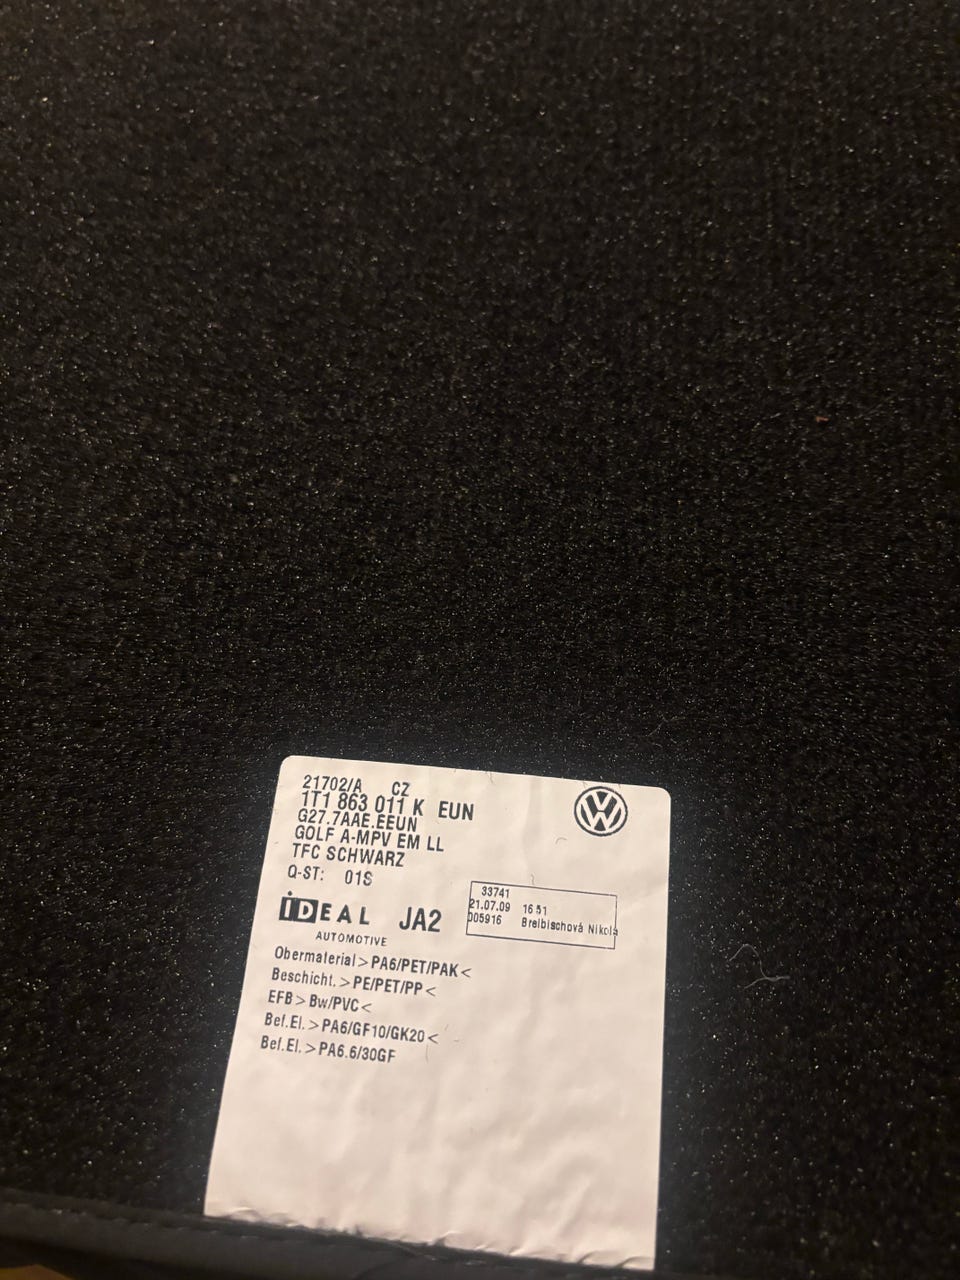 21702/A CZ
1T1 863 011 K EUN
G27.7AAE.EEUN
GOLF A-MPV EM LL
TFC SCHWARZ
Q-ST: 01S
VW
33741
21.07.09 16 51
005916 Brelbischová Nikola
iDEAL JA2
AUTOMOTIVE
Obermaterial>PA6/PET/PAK<
Beschicht.>PE/PET/PP<
EFB>Bw/PVC<
Bef.El.>PA6/GF10/GK20<
Bef.El.>PA6.6/30GF